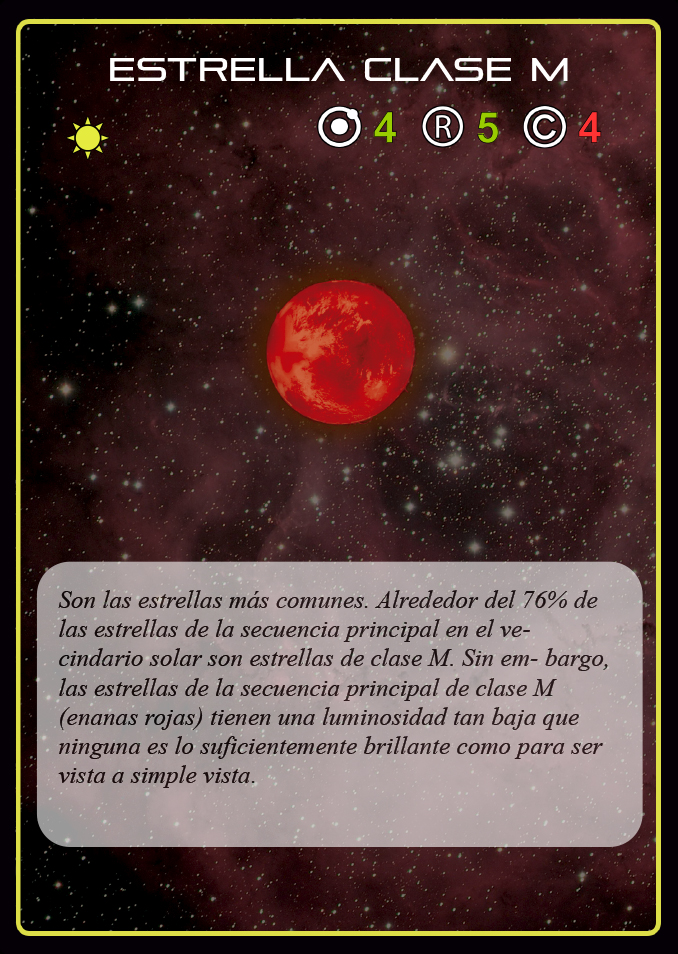 ESTRELLA CLASE M
4 R 5 C 4
Son las estrellas más comunes. Alrededor del 76% de
las estrellas de la secuencia principal en el ve-
cindario solar son estrellas de clase M. Sin em- bargo,
las estrellas de la secuencia principal de clase M
(enanas rojas) tienen una luminosidad tan baja que
ninguna es lo suficientemente brillante como para ser
vista a simple vista.